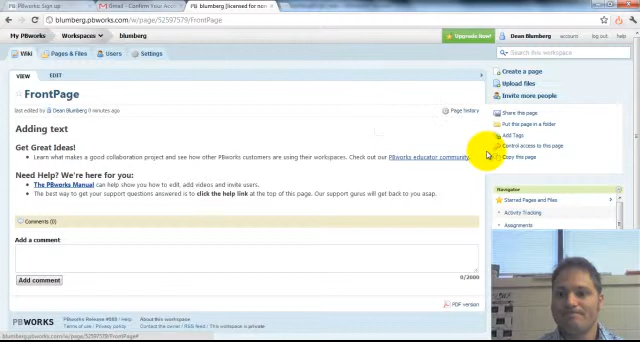 PB PBworks Sign up
Gmail - Confirm Your Acco
blumberg [licensed for non
blumberg.pbworks.com/w/page/52597579/FrontPage
My PBworks
Workspaces
blumberg
Upgrade Now!
Dean Blumberg
account
log out
help
Wiki
Pages & Files
Users
Settings
Search this workspace
VIEW
EDIT
Create a page
Upload files
Invite more people
FrontPage
last edited by Dean Blumberg 0 minutes ago
Page history
Share this page
Put this page in a folder
Add Tags
Control access to this page
Copy this page
Adding text
Get Great Ideas!
Learn what makes a good collaboration project and see how other PBworks customers are using their workspaces. Check out our PBworks educator community.
Need Help? We're here for you:
The PBworks Manual can help show you how to edit, add videos and invite users.
The best way to get your support questions answered is to click the help link at the top of this page. Our support gurus will get back to you asap.
Navigator
Starred Pages and Files
Activity Tracking
Assignments
Comments (0)
Add a comment
0/2000
Add comment
PDF version
PBWORKS
PBworks Release #888 / Help
Terms of use / Privacy policy
About this workspace
Contact the owner / RSS feed / This workspace is private
blumberg.pbworks.com/w/page/52597579/FrontPage#